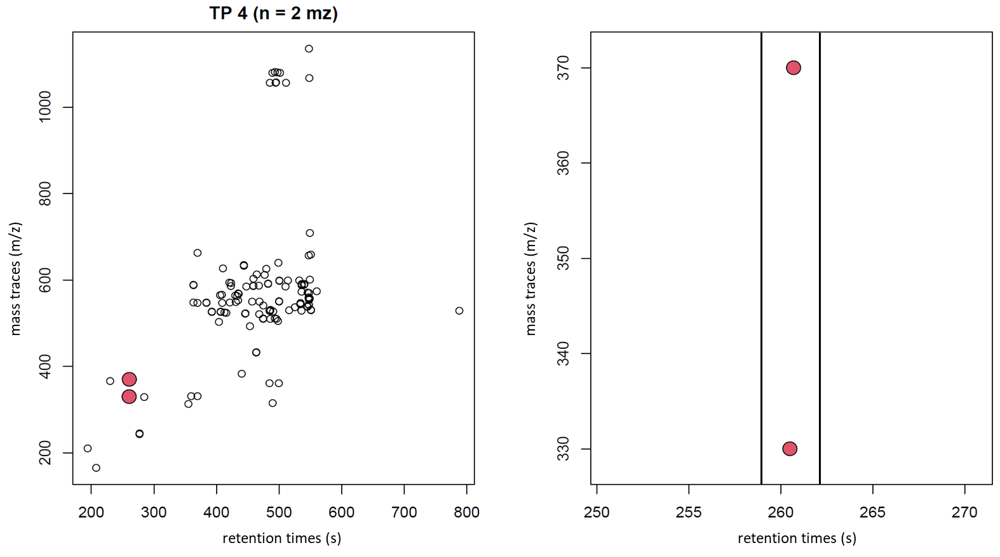 TP 4 (n = 2 mz)
mass traces (m/z)
1000
800
600
400
200
200 300 400 500 600 700 800
retention times (s)
mass traces (m/z)
370
360
350
340
330
250 255 260 265 270
retention times (s)